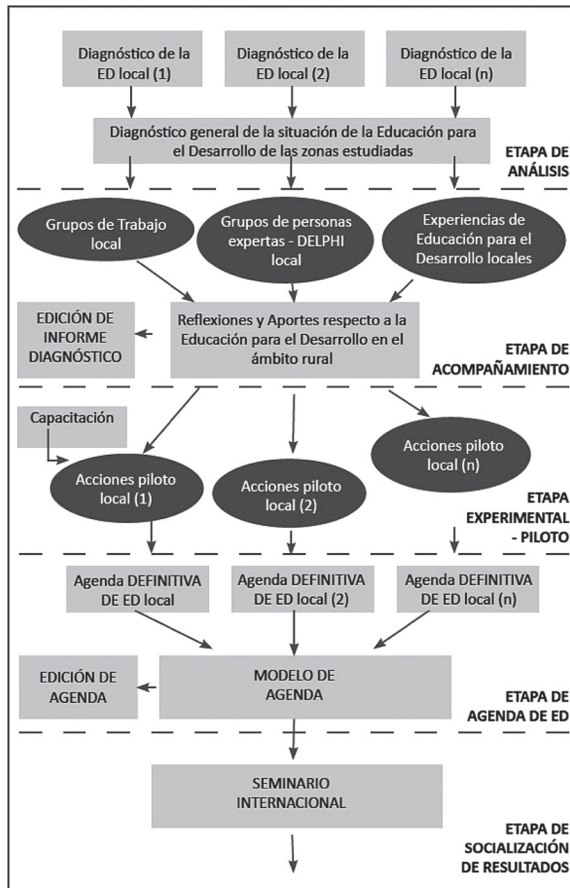 Diagnóstico de la
ED local (1)
Diagnóstico de la
ED local (2)
Diagnóstico de la
ED local (n)
Diagnóstico general de la situación de la Educación para
el Desarrollo de las zonas estudiadas
ETAPA DE
ANÁLISIS
Grupos de Trabajo
local
Grupos de personas
expertas - DELPHI
local
Experiencias de
Educación para el
Desarrollo locales
EDICIÓN DE
INFORME
DIAGNÓSTICO
Reflexiones y Aportes respecto a la
Educación para el Desarrollo en el
ámbito rural
ETAPA DE
ACOMPAÑAMIENTO
Capacitación
Acciones piloto
local (1)
Acciones piloto
local (2)
Acciones piloto
local (n)
ETAPA
EXPERIMENTAL
- PILOTO
Agenda DEFINITIVA
DE ED local
Agenda DEFINITIVA
DE ED local (2)
Agenda DEFINITIVA
DE ED local (n)
EDICIÓN DE
AGENDA
MODELO DE
AGENDA
ETAPA DE
AGENDA DE ED
SEMINARIO
INTERNACIONAL
ETAPA DE
SOCIALIZACIÓN
DE RESULTADOS